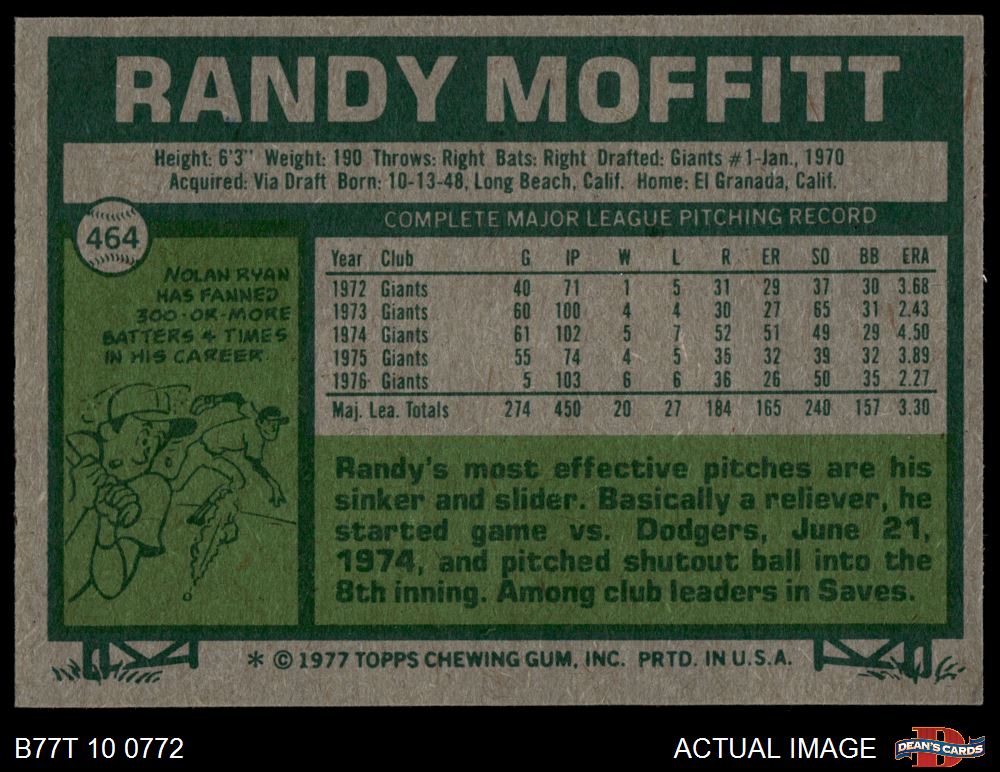 RANDY MOFFITT
Height: 6'3" Weight: 190 Throws: Right Bats: Right Drafted: Giants #1-Jan., 1970
Acquired: Via Draft Born: 10-13-48, Long Beach, Calif. Home: El Granada, Calif.
464
NOLAN RYAN
HAS FANNED
300-OR-MORE
BATTERS 4 TIMES
IN HIS CAREER.
COMPLETE MAJOR LEAGUE PITCHING RECORD
Year Club G IP W L R ER SO BB ERA
1972 Giants 40 71 1 5 31 29 37 30 3.68
1973 Giants 60 100 4 4 30 27 65 31 2.43
1974 Giants 61 102 5 7 52 51 49 29 4.50
1975 Giants 55 74 4 5 35 32 39 32 3.89
1976 Giants 5 103 6 6 36 26 50 35 2.27
Maj. Lea. Totals 274 450 20 27 184 165 240 157 3.30
Randy's most effective pitches are his
sinker and slider. Basically a reliever, he
started game vs. Dodgers, June 21,
1974, and pitched shutout ball into the
8th inning. Among club leaders in Saves.
* © 1977 TOPPS CHEWING GUM, INC. PRTD. IN U.S.A.
B77T 10 0772
ACTUAL IMAGE
DEAN'S CARDS